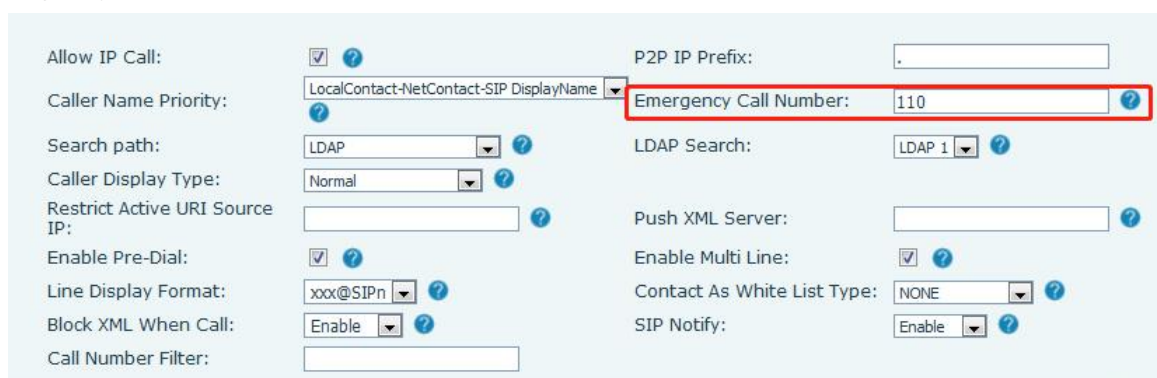 Allow IP Call:
P2P IP Prefix: .
Caller Name Priority: LocalContact-NetContact-SIP DisplayName
Emergency Call Number: 110
Search path: LDAP
LDAP Search: LDAP 1
Caller Display Type: Normal
Restrict Active URI Source
IP:
Push XML Server:
Enable Pre-Dial:
Enable Multi Line:
Line Display Format: xxx@SIPn
Contact As White List Type: NONE
Block XML When Call: Enable
SIP Notify: Enable
Call Number Filter: